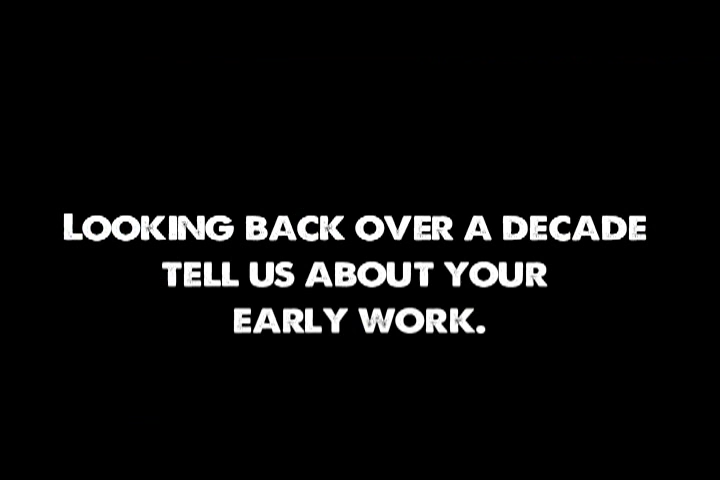 LOOKING BACK OVER A DECADE
TELL US ABOUT YOUR
EARLY WORK.